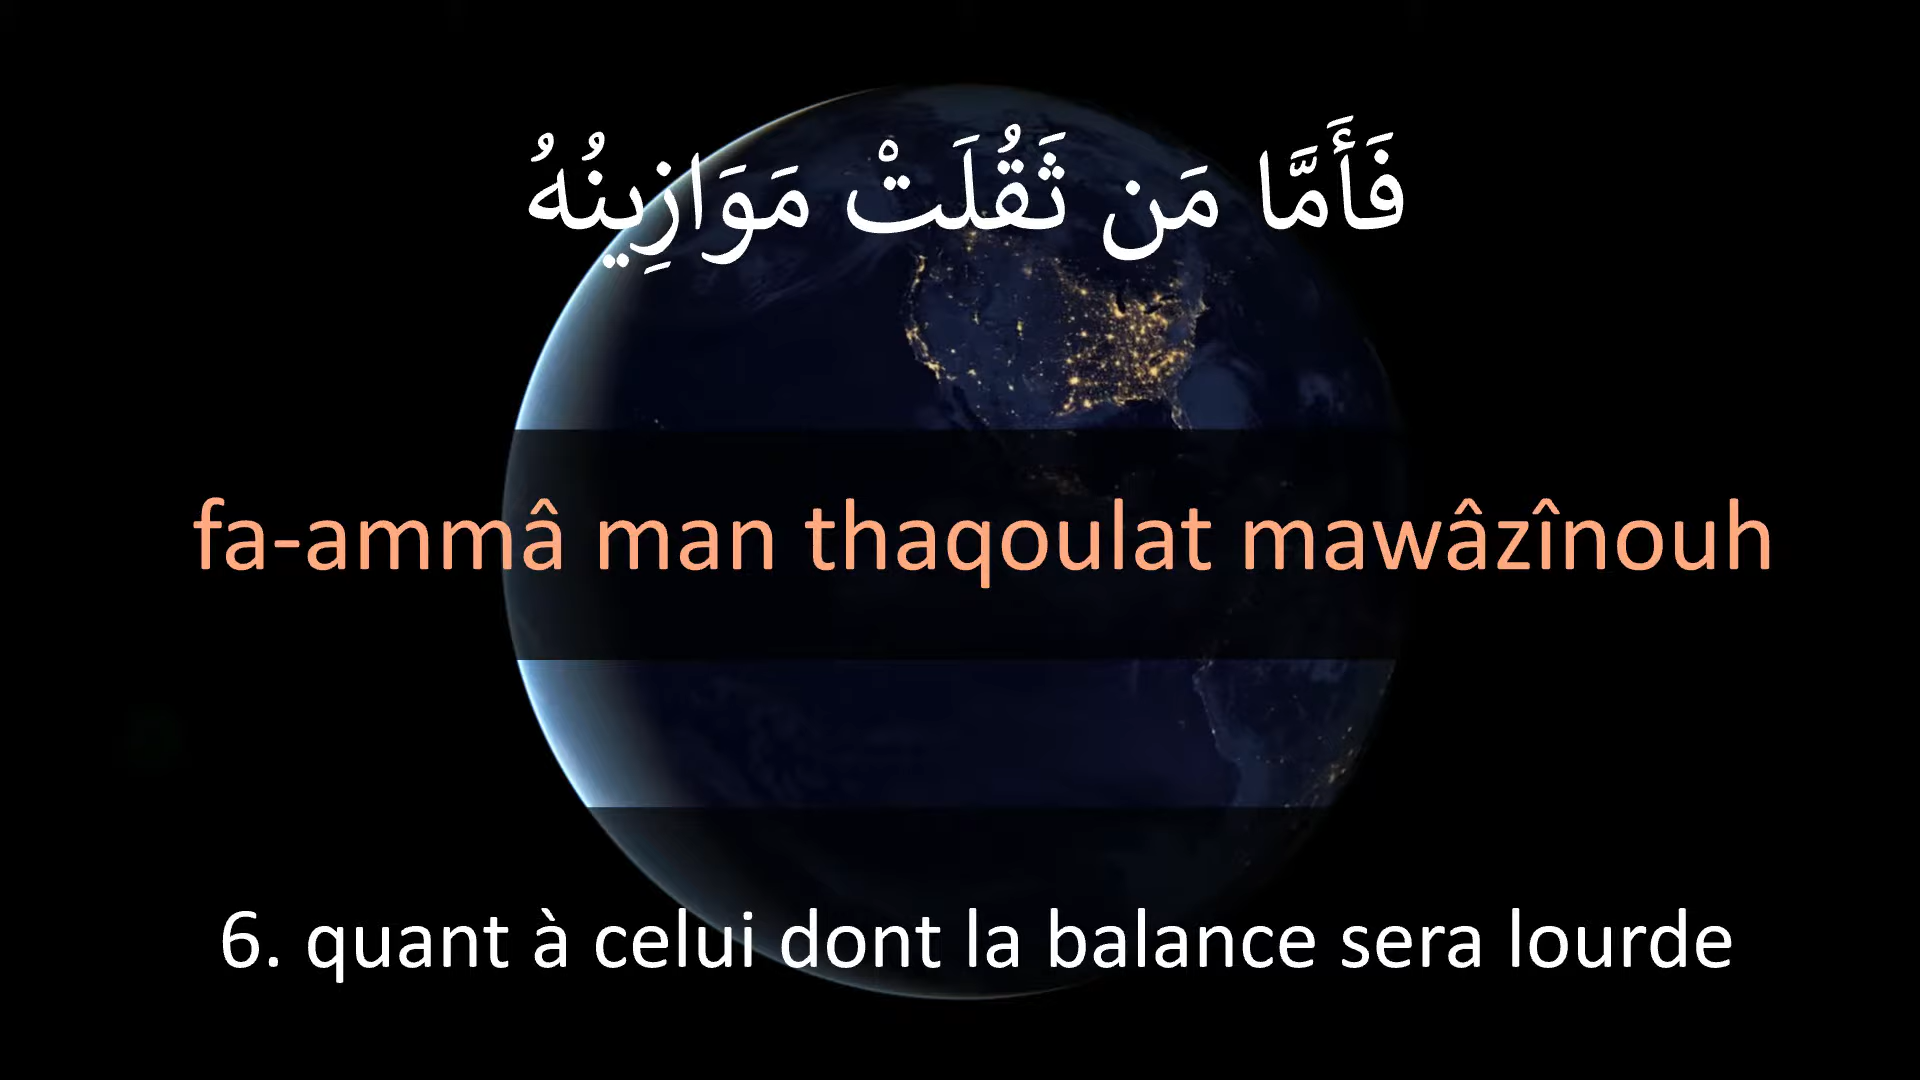 فَأَمَّا مَن ثَقُلَتْ مَوَازِينُهُ
fa-ammâ man thaqoulat mawâzînouh
6. quant à celui dont la balance sera lourde